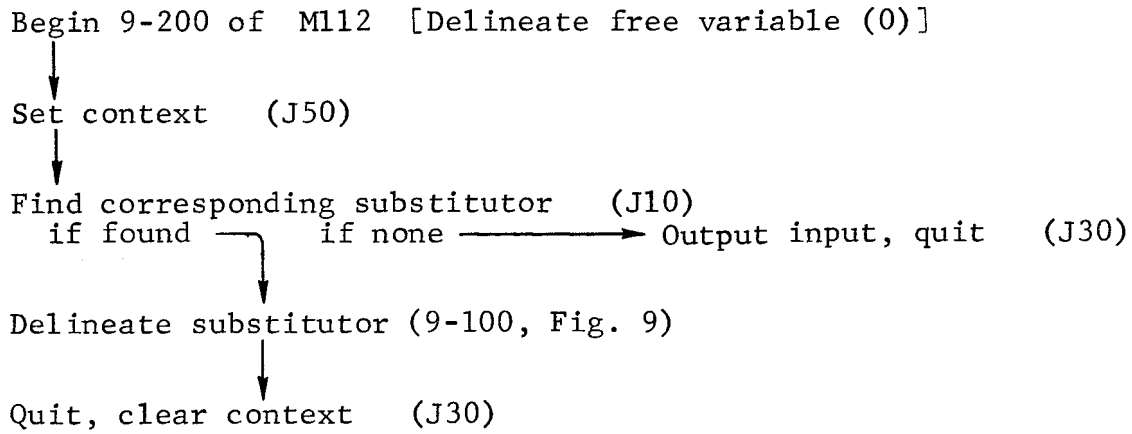 Begin 9-200 of M112 [Delineate free variable (0)]
Set context (J50)
Find corresponding substitutor (J10)
if found if none Output input, quit (J30)
Delineate substitutor (9-100, Fig. 9)
Quit, clear context (J30)